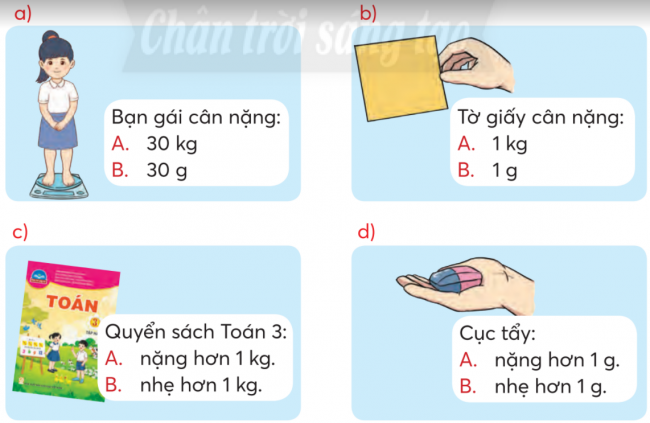 Chân trời sáng tạo
a)
Bạn gái cân nặng:
A. 30 kg
B. 30 g
b)
Tờ giấy cân nặng:
A. 1 kg
B. 1 g
c)
TOÁN
3
Quyển sách Toán 3:
A. nặng hơn 1 kg.
B. nhẹ hơn 1 kg.
d)
Cục tẩy:
A. nặng hơn 1 g.
B. nhẹ hơn 1 g.